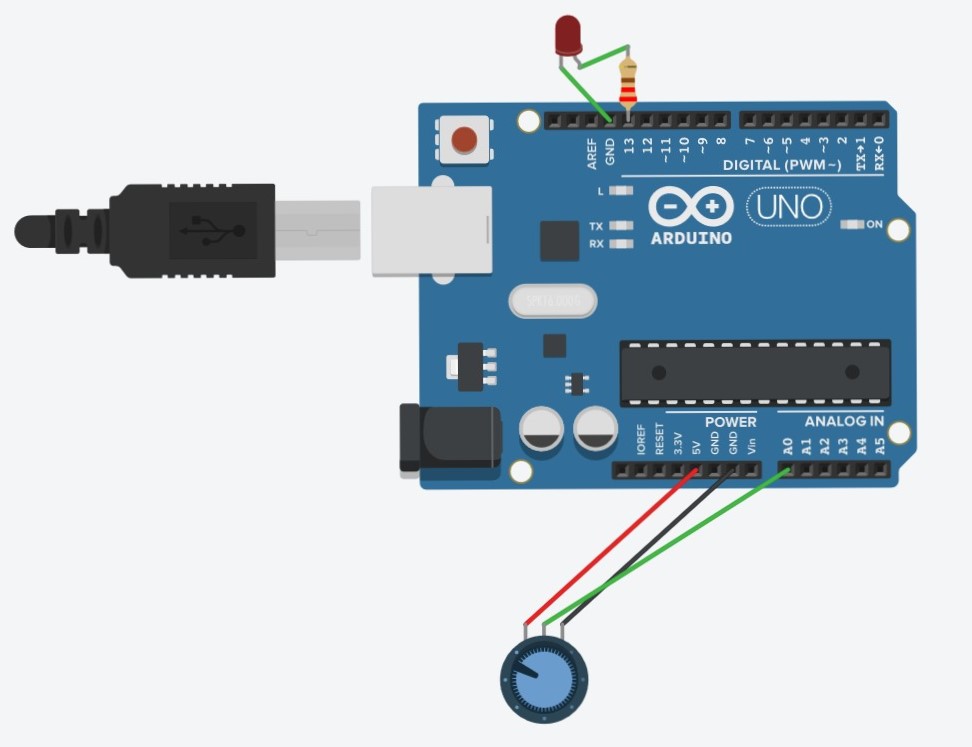 AREF
GND
13
12
~11
~10
~9
8
7
~6
~5
4
~3
2
TX→1
RX←0
DIGITAL (PWM~)
L
TX
RX
ARDUINO
UNO
ON
POWER
ANALOG IN
IOREF
RESET
3.3V
5V
GND
GND
Vin
A0
A1
A2
A3
A4
A5